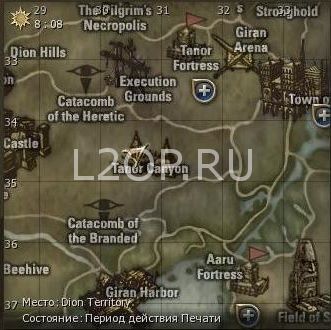 29 30 31 32 33
8 : 08
The Pilgrim's
Necropolis
Stronghold
Giran
Arena
Dion Hills
Tanor
Fortress
33
Execution
Grounds
Catacomb
of the Heretic
Town o
34
Castle
L2OP.RU
Tanor Canyon
35
Catacomb of
the Branded
36
Aaru
Fortress
Beehive
Giran Harbor
Field of S
Место: Dion Territory
37
Состояние: Период действия Печати